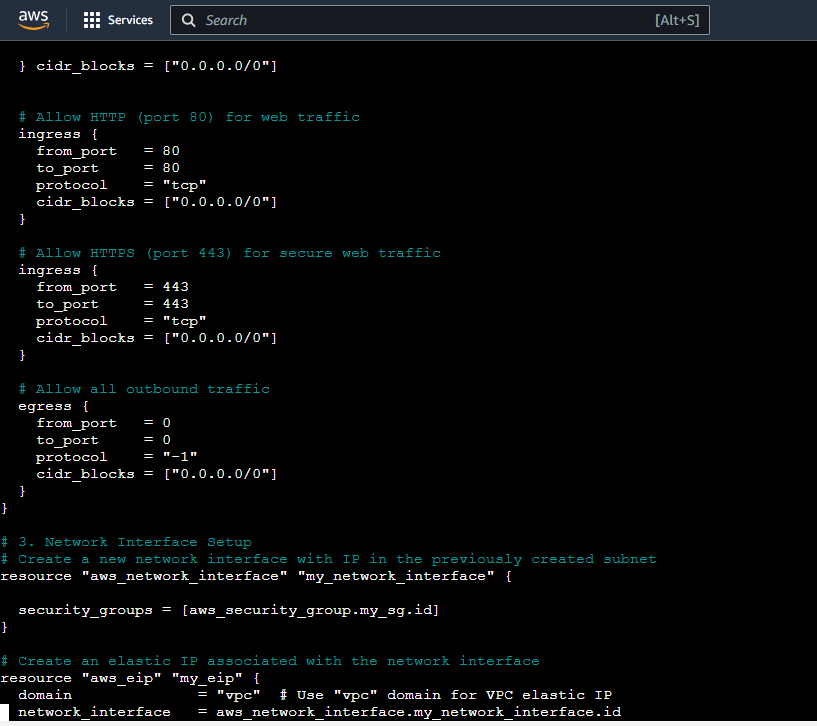 aws Services Search [Alt+S]
} cidr_blocks = ["0.0.0.0/0"]
# Allow HTTP (port 80) for web traffic
ingress {
from_port = 80
to_port = 80
protocol = "tcp"
cidr_blocks = ["0.0.0.0/0"]
}
# Allow HTTPS (port 443) for secure web traffic
ingress {
from_port = 443
to_port = 443
protocol = "tcp"
cidr_blocks = ["0.0.0.0/0"]
}
# Allow all outbound traffic
egress {
from_port = 0
to_port = 0
protocol = "-1"
cidr_blocks = ["0.0.0.0/0"]
}
}
# 3. Network Interface Setup
# Create a new network interface with IP in the previously created subnet
resource "aws_network_interface" "my_network_interface" {
security_groups = [aws_security_group.my_sg.id]
}
# Create an elastic IP associated with the network interface
resource "aws_eip" "my_eip" {
domain = "vpc" # Use "vpc" domain for VPC elastic IP
network_interface = aws_network_interface.my_network_interface.id